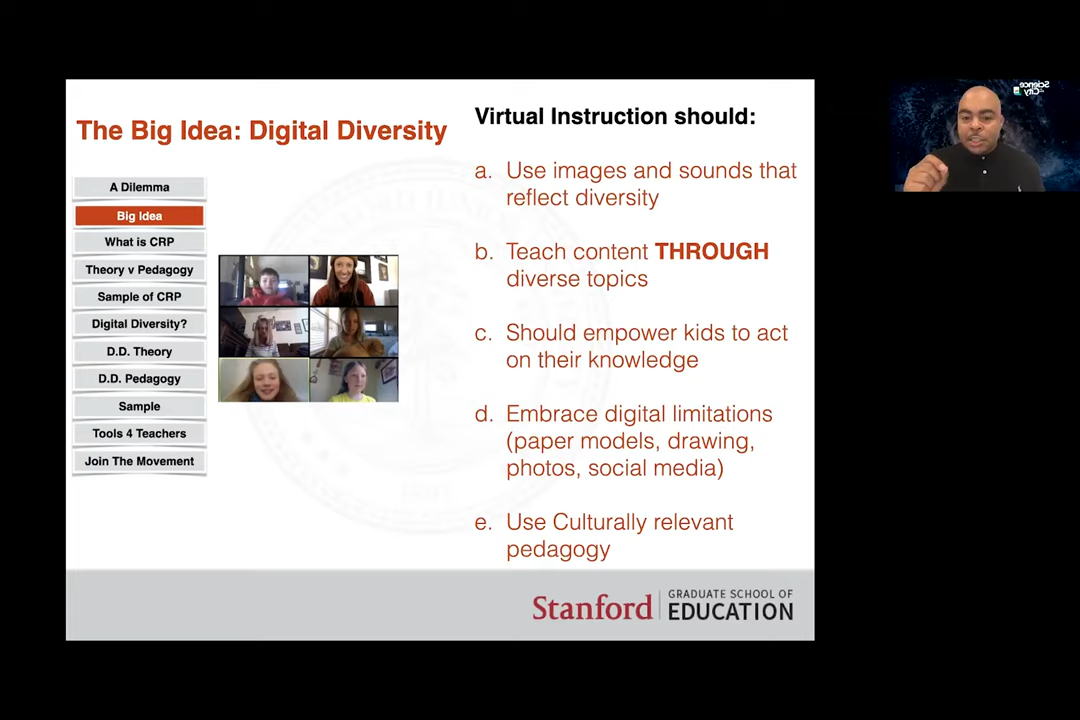 The Big Idea: Digital Diversity
A Dilemma
Big Idea
What is CRP
Theory v Pedagogy
Sample of CRP
Digital Diversity?
D.D. Theory
D.D. Pedagogy
Sample
Tools 4 Teachers
Join The Movement
Virtual Instruction should:
a. Use images and sounds that
reflect diversity
b. Teach content THROUGH
diverse topics
c. Should empower kids to act
on their knowledge
d. Embrace digital limitations
(paper models, drawing,
photos, social media)
e. Use Culturally relevant
pedagogy
Stanford
GRADUATE SCHOOL OF
EDUCATION
Science
City